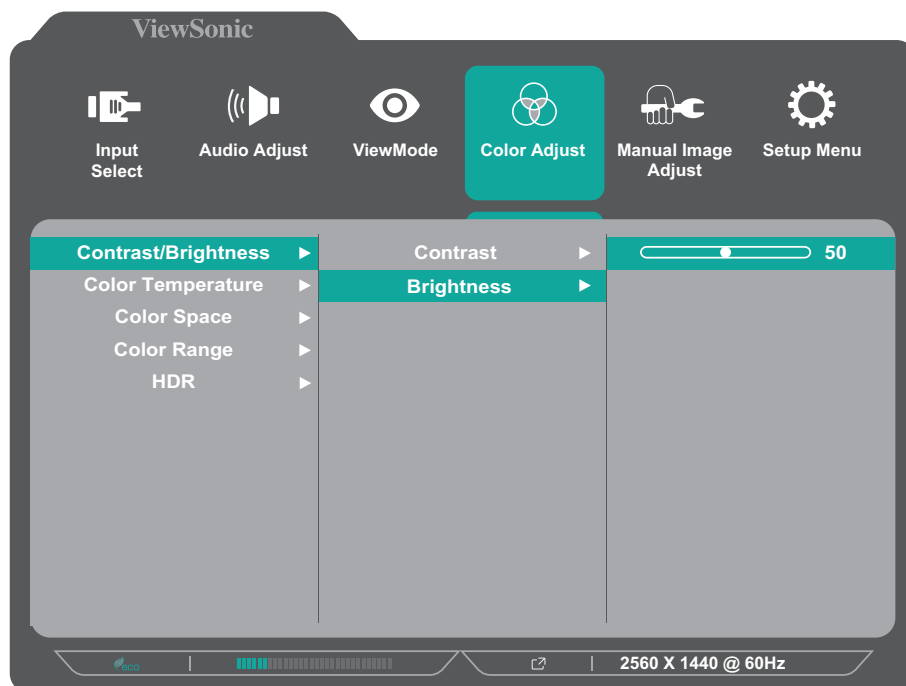 ViewSonic
Input
Select
Audio Adjust
ViewMode
Color Adjust
Manual Image
Adjust
Setup Menu
Contrast/Brightness
Contrast
50
Color Temperature
Brightness
Color Space
Color Range
HDR
eco
2560 X 1440 @ 60Hz